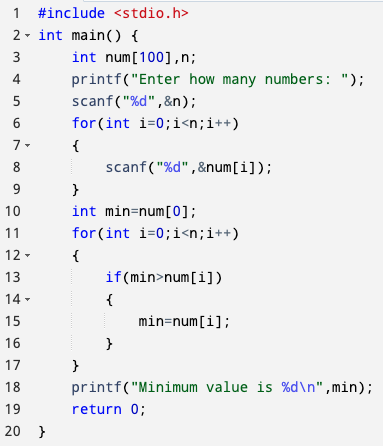 1 #include <stdio.h>
2 int main() {
3     int num[100],n;
4     printf("Enter how many numbers: ");
5     scanf("%d",&n);
6     for(int i=0;i<n;i++)
7     {
8         scanf("%d",&num[i]);
9     }
10     int min=num[0];
11     for(int i=0;i<n;i++)
12     {
13         if(min>num[i])
14         {
15             min=num[i];
16         }
17     }
18     printf("Minimum value is %d\n",min);
19     return 0;
20 }